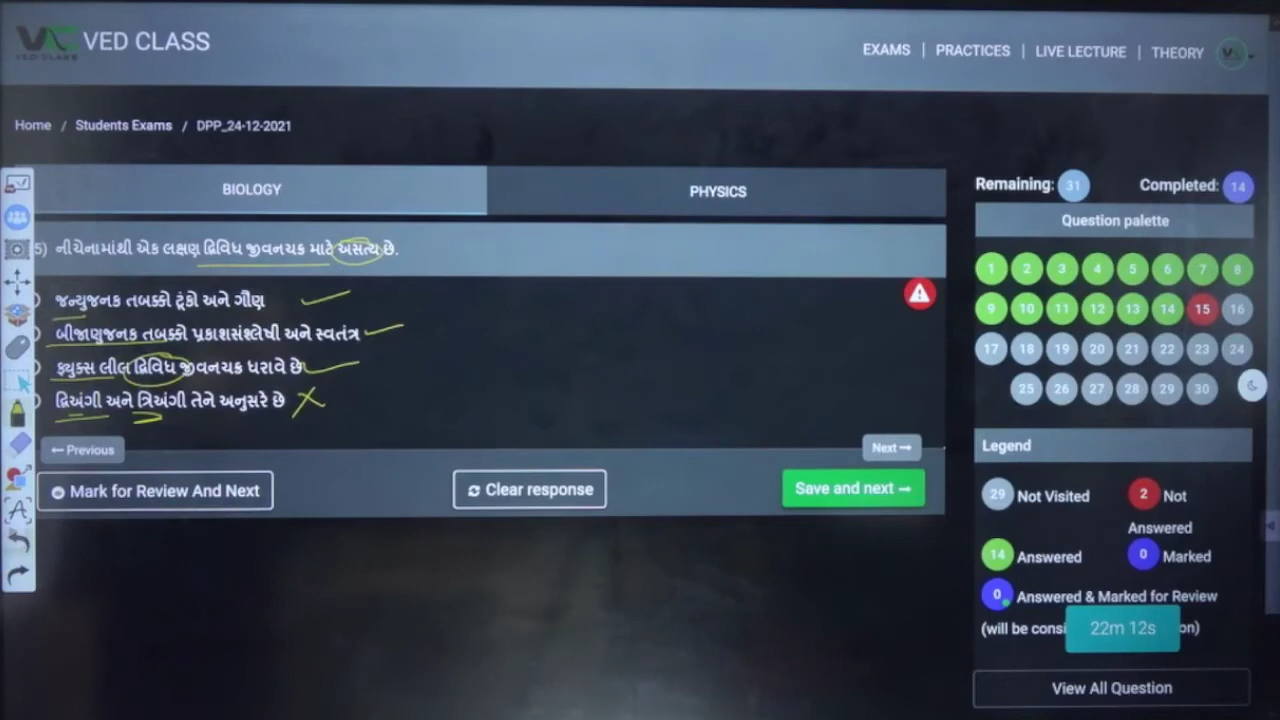 VED CLASS
VED CLASS
EXAMS | PRACTICES | LIVE LECTURE | THEORY
Home / Students Exams / DPP_24-12-2021
BIOLOGY
PHYSICS
5) નીચેનામાંથી એક લક્ષણ દ્વિવિધ જીવનચક્ર માટે અસત્ય છે.
જન્યુજનક તબક્કો ટૂંકો અને ગૌણ
બીજાણુજનક તબક્કો પ્રકાશસંશ્લેષી અને સ્વતંત્ર
ફ્યુક્સ લીલ દ્વિવિધ જીવનચક્ર ધરાવે છે
દ્વિઅંગી અને ત્રિઅંગી તેને અનુસરે છે
← Previous
Next →
Mark for Review And Next
Clear response
Save and next →
Remaining: 31 Completed: 14
Question palette
1 2 3 4 5 6 7 8
9 10 11 12 13 14 15 16
17 18 19 20 21 22 23 24
25 26 27 28 29 30
Legend
29 Not Visited 2 Not Answered
14 Answered 0 Marked
0 Answered & Marked for Review
(will be consi on)
22m 12s
View All Question